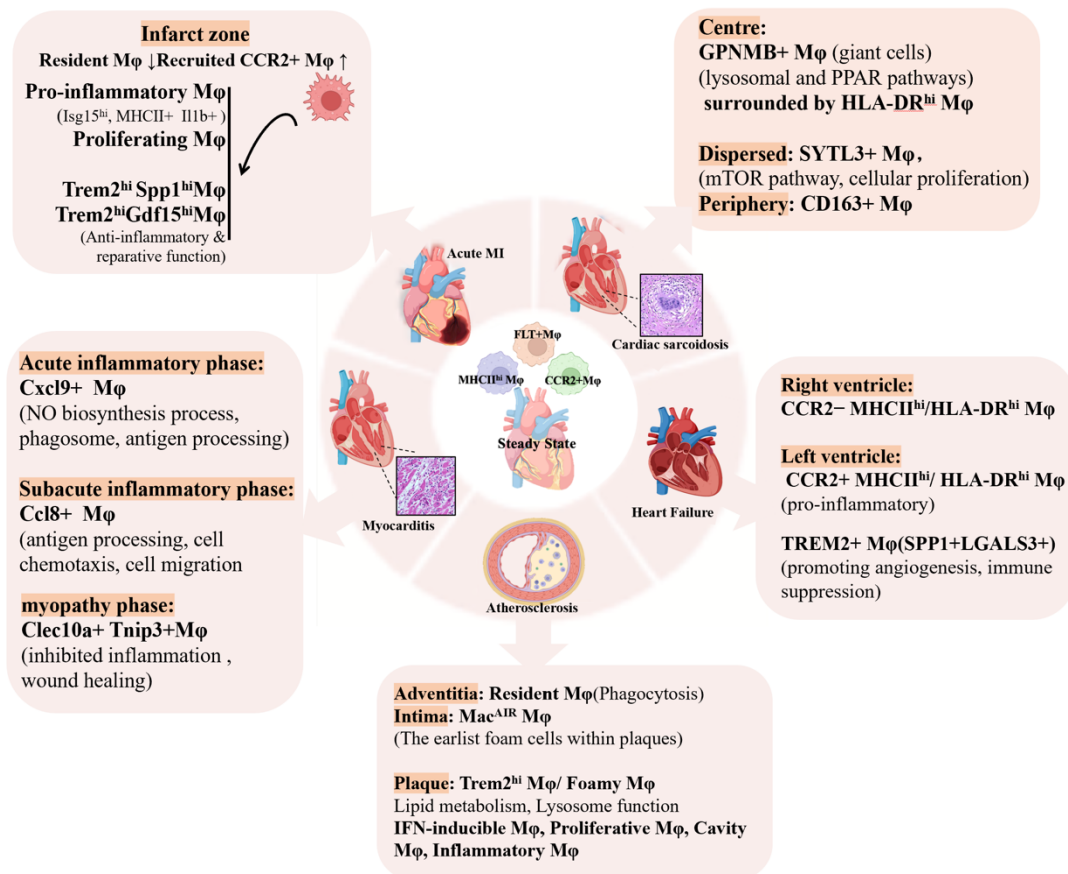 Infarct zone
Resident Mφ ↓Recruited CCR2+ Mφ ↑
Pro-inflammatory Mφ
(Isg15ʰⁱ, MHCII+ Il1b+ )
Proliferating Mφ
Trem2ʰⁱ Spp1ʰⁱMφ
Trem2ʰⁱGdf15ʰⁱMφ
(Anti-inflammatory &
reparative function)
Centre:
GPNMB+ Mφ (giant cells)
(lysosomal and PPAR pathways)
surrounded by HLA-DRʰⁱ Mφ
Dispersed: SYTL3+ Mφ,
(mTOR pathway, cellular proliferation)
Periphery: CD163+ Mφ
Acute MI
Cardiac sarcoidosis
FLT+Mφ
MHCIIʰⁱ Mφ
CCR2+Mφ
Steady State
Myocarditis
Heart Failure
Atherosclerosis
Acute inflammatory phase:
Cxcl9+ Mφ
(NO biosynthesis process,
phagosome, antigen processing)
Subacute inflammatory phase:
Ccl8+ Mφ
(antigen processing, cell
chemotaxis, cell migration
myopathy phase:
Clec10a+ Tnip3+Mφ
(inhibited inflammation ,
wound healing)
Right ventricle:
CCR2− MHCIIʰⁱ/HLA-DRʰⁱ Mφ
Left ventricle:
CCR2+ MHCIIʰⁱ/ HLA-DRʰⁱ Mφ
(pro-inflammatory)
TREM2+ Mφ(SPP1+LGALS3+)
(promoting angiogenesis, immune
suppression)
Adventitia: Resident Mφ(Phagocytosis)
Intima: Macᴬᴵᴿ Mφ
(The earlist foam cells within plaques)
Plaque: Trem2ʰⁱ Mφ/ Foamy Mφ
Lipid metabolism, Lysosome function
IFN-inducible Mφ, Proliferative Mφ, Cavity
Mφ, Inflammatory Mφ